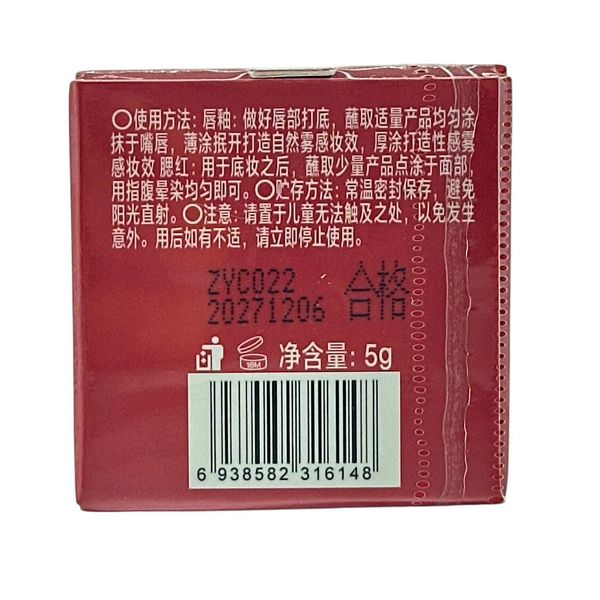 〇使用方法：唇釉：做好唇部打底，蘸取适量产品均匀涂
抹于嘴唇，薄涂抿开打造自然雾感妆效，厚涂打造性感雾
感妆效 腮红：用于底妆之后，蘸取少量产品点涂于面部，
用指腹晕染均匀即可。〇贮存方法：常温密封保存，避免
阳光直射。〇注意：请置于儿童无法触及之处，以免发生
意外。用后如有不适，请立即停止使用。
ZYC022
20271206 合格
18M 净含量：5g
6 938582 316148